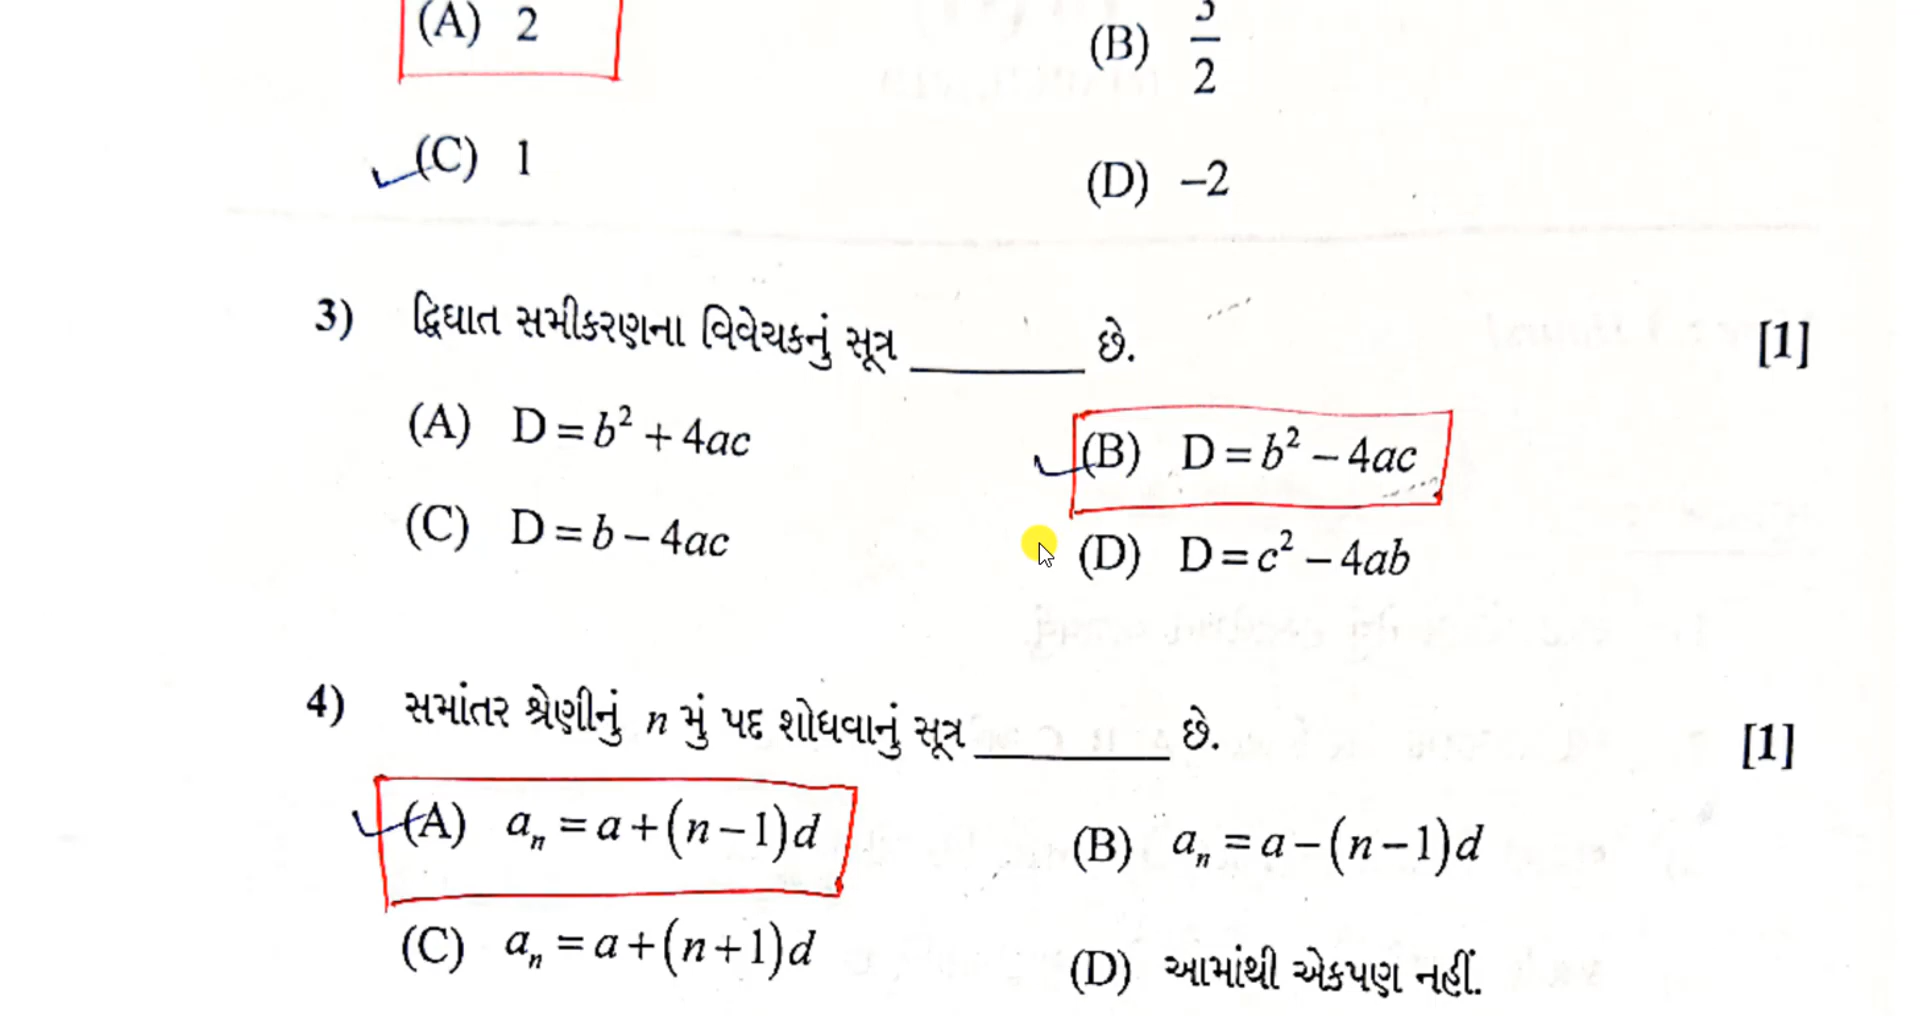 (A) 2
(B) 3/2
(C) 1
(D) –2
3) દ્વિઘાત સમીકરણના વિવેચકનું સૂત્ર ________ છે. [1]
(A) D = b² + 4ac
(B) D = b² – 4ac
(C) D = b – 4ac
(D) D = c² – 4ab
4) સમાંતર શ્રેણીનું n મું પદ શોધવાનું સૂત્ર ________ છે. [1]
(A) aₙ = a + (n – 1)d
(B) aₙ = a – (n – 1)d
(C) aₙ = a + (n + 1)d
(D) આમાંથી એકપણ નહીં.